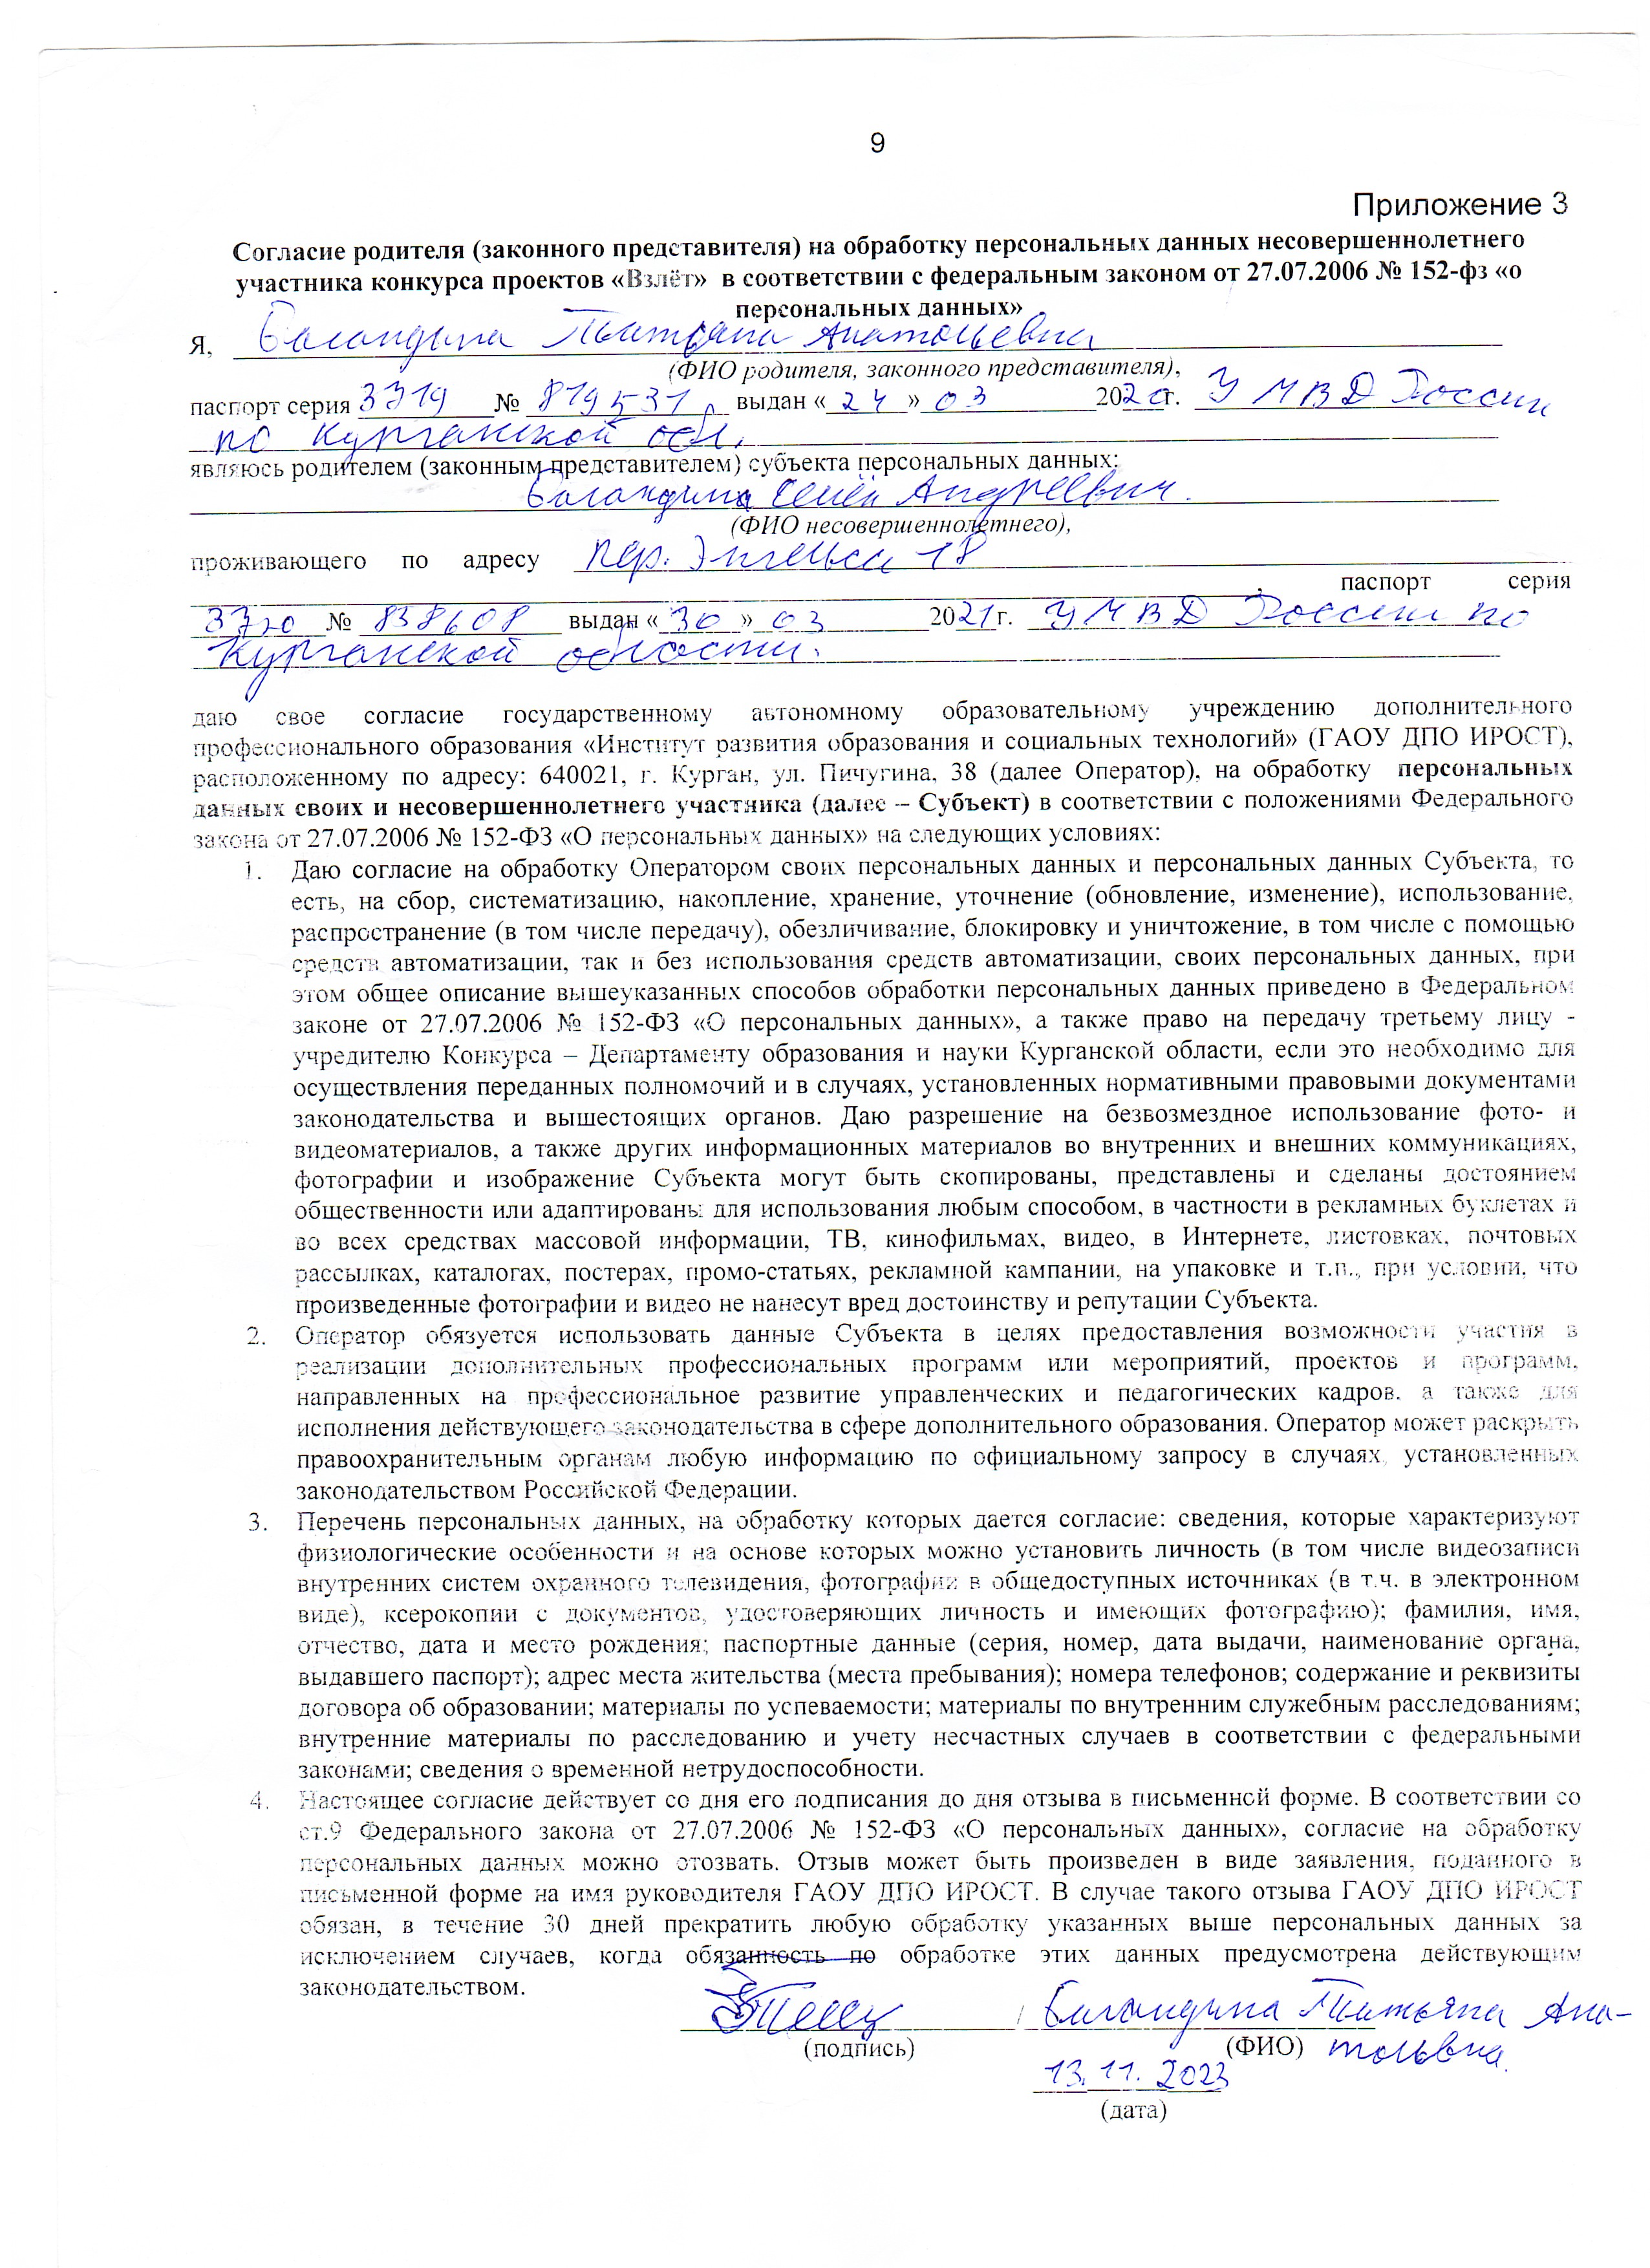 9
Приложение 3
Согласие родителя (законного представителя) на обработку персональных данных несовершеннолетнего
участника конкурса проектов «Взлёт» в соответствии с федеральным законом от 27.07.2006 № 152-фз «о
персональных данных»
Я, Баландина Татьяна Анатольевна
(ФИО родителя, законного представителя),
паспорт серия 3719 № 819531, выдан «24» 03 2020г. УМВД России
по Курганской обл.
являюсь родителем (законным представителем) субъекта персональных данных:
Баландина Семён Андреевич.
(ФИО несовершеннолетнего),
проживающего по адресу пер. Энгельса 18
, паспорт серия
3720 № 838608 выдан «30» 03 2021г. УМВД России по
Курганской области.
даю свое согласие государственному автономному образовательному учреждению дополнительного
профессионального образования «Институт развития образования и социальных технологий» (ГАОУ ДПО ИРОСТ),
расположенному по адресу: 640021, г. Курган, ул. Пичугина, 38 (далее Оператор), на обработку персональных
данных своих и несовершеннолетнего участника (далее – Субъект) в соответствии с положениями Федерального
закона от 27.07.2006 № 152-ФЗ «О персональных данных» на следующих условиях:
1. Даю согласие на обработку Оператором своих персональных данных и персональных данных Субъекта, то
есть, на сбор, систематизацию, накопление, хранение, уточнение (обновление, изменение), использование,
распространение (в том числе передачу), обезличивание, блокировку и уничтожение, в том числе с помощью
средств автоматизации, так и без использования средств автоматизации, своих персональных данных, при
этом общее описание вышеуказанных способов обработки персональных данных приведено в Федеральном
законе от 27.07.2006 № 152-ФЗ «О персональных данных», а также право на передачу третьему лицу -
учредителю Конкурса – Департаменту образования и науки Курганской области, если это необходимо для
осуществления переданных полномочий и в случаях, установленных нормативными правовыми документами
законодательства и вышестоящих органов. Даю разрешение на безвозмездное использование фото- и
видеоматериалов, а также других информационных материалов во внутренних и внешних коммуникациях,
фотографии и изображение Субъекта могут быть скопированы, представлены и сделаны достоянием
общественности или адаптированы для использования любым способом, в частности в рекламных буклетах и
во всех средствах массовой информации, ТВ, кинофильмах, видео, в Интернете, листовках, почтовых
рассылках, каталогах, постерах, промо-статьях, рекламной кампании, на упаковке и т.п., при условии, что
произведенные фотографии и видео не нанесут вред достоинству и репутации Субъекта.
2. Оператор обязуется использовать данные Субъекта в целях предоставления возможности участия в
реализации дополнительных профессиональных программ или мероприятий, проектов и программ,
направленных на профессиональное развитие управленческих и педагогических кадров, а также для
исполнения действующего законодательства в сфере дополнительного образования. Оператор может раскрыть
правоохранительным органам любую информацию по официальному запросу в случаях, установленных
законодательством Российской Федерации.
3. Перечень персональных данных, на обработку которых дается согласие: сведения, которые характеризуют
физиологические особенности и на основе которых можно установить личность (в том числе видеозаписи
внутренних систем охранного телевидения, фотографии в общедоступных источниках (в т.ч. в электронном
виде), ксерокопии с документов, удостоверяющих личность и имеющих фотографию); фамилия, имя,
отчество, дата и место рождения; паспортные данные (серия, номер, дата выдачи, наименование органа,
выдавшего паспорт); адрес места жительства (места пребывания); номера телефонов; содержание и реквизиты
договора об образовании; материалы по успеваемости; материалы по внутренним служебным расследованиям;
внутренние материалы по расследованию и учету несчастных случаев в соответствии с федеральными
законами; сведения о временной нетрудоспособности.
4. Настоящее согласие действует со дня его подписания до дня отзыва в письменной форме. В соответствии со
ст.9 Федерального закона от 27.07.2006 № 152-ФЗ «О персональных данных», согласие на обработку
персональных данных можно отозвать. Отзыв может быть произведен в виде заявления, поданного в
письменной форме на имя руководителя ГАОУ ДПО ИРОСТ. В случае такого отзыва ГАОУ ДПО ИРОСТ
обязан, в течение 30 дней прекратить любую обработку указанных выше персональных данных за
исключением случаев, когда обязанность по обработке этих данных предусмотрена действующим
законодательством.
/ Баландина Татьяна Ана-
(подпись) (ФИО) тольевна.
13.11.2023
(дата)